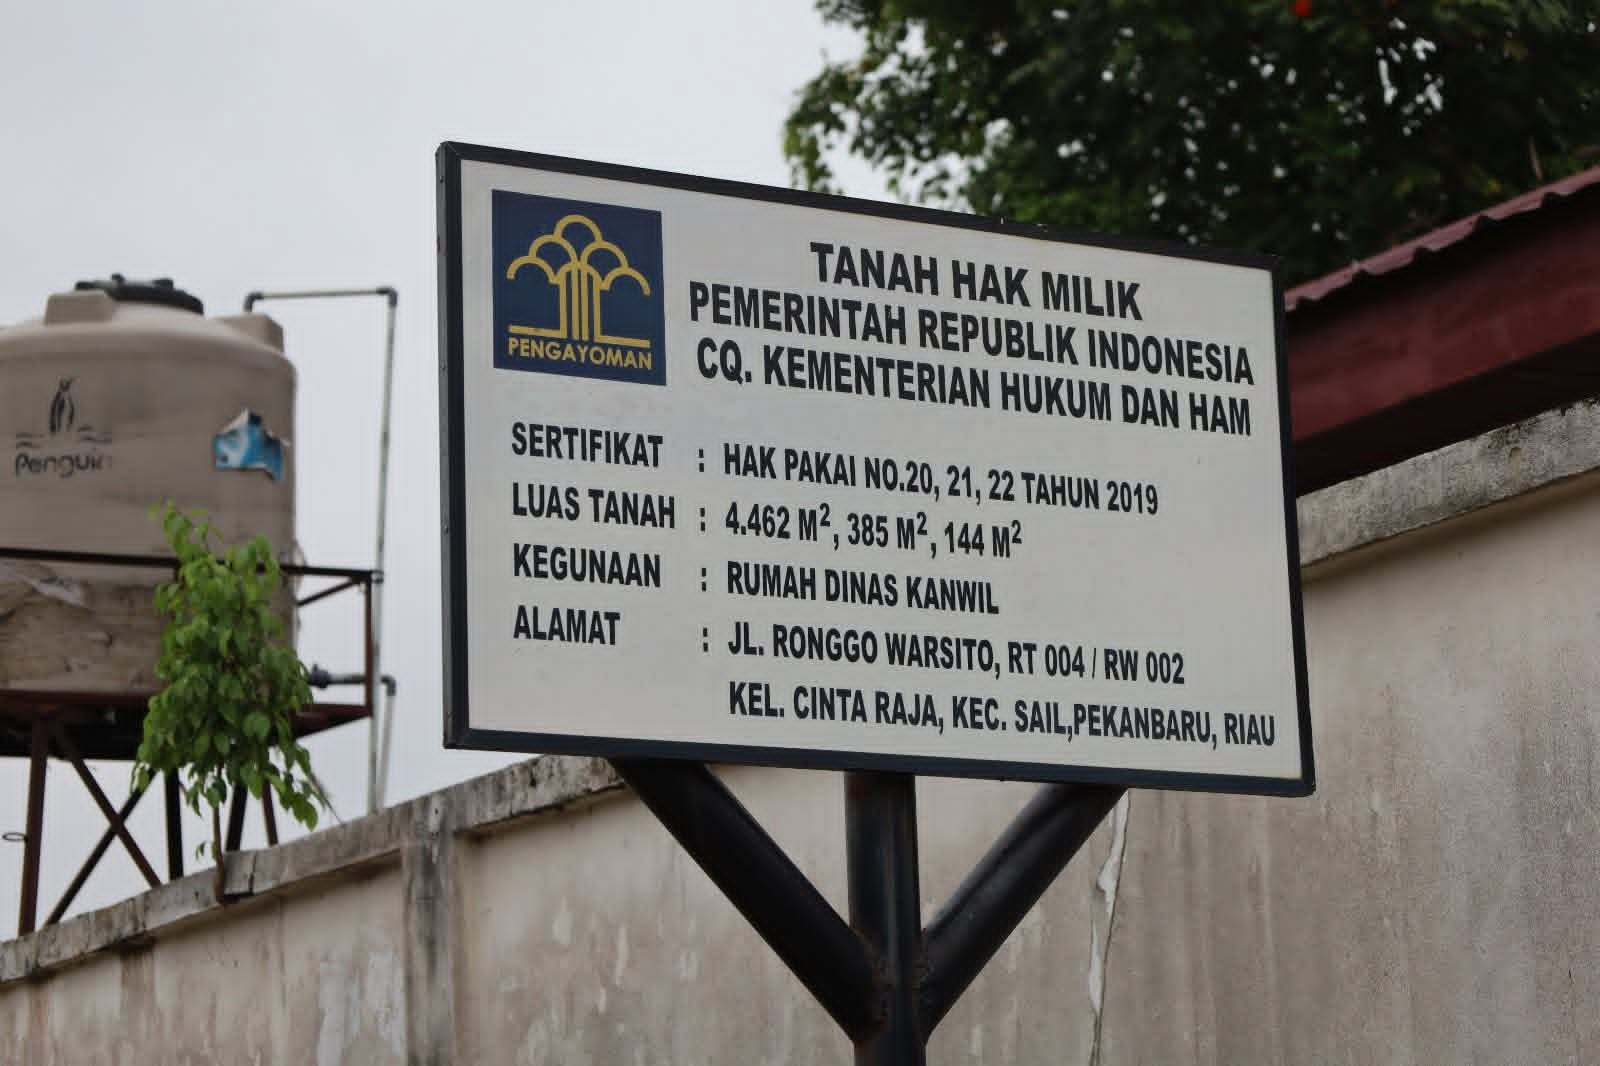 PENGAYOMAN
TANAH HAK MILIK
PEMERINTAH REPUBLIK INDONESIA
CQ. KEMENTERIAN HUKUM DAN HAM
SERTIFIKAT : HAK PAKAI NO.20, 21, 22 TAHUN 2019
LUAS TANAH : 4.462 M², 385 M², 144 M²
KEGUNAAN : RUMAH DINAS KANWIL
ALAMAT : JL. RONGGO WARSITO, RT 004 / RW 002
KEL. CINTA RAJA, KEC. SAIL,PEKANBARU, RIAU
Penguin